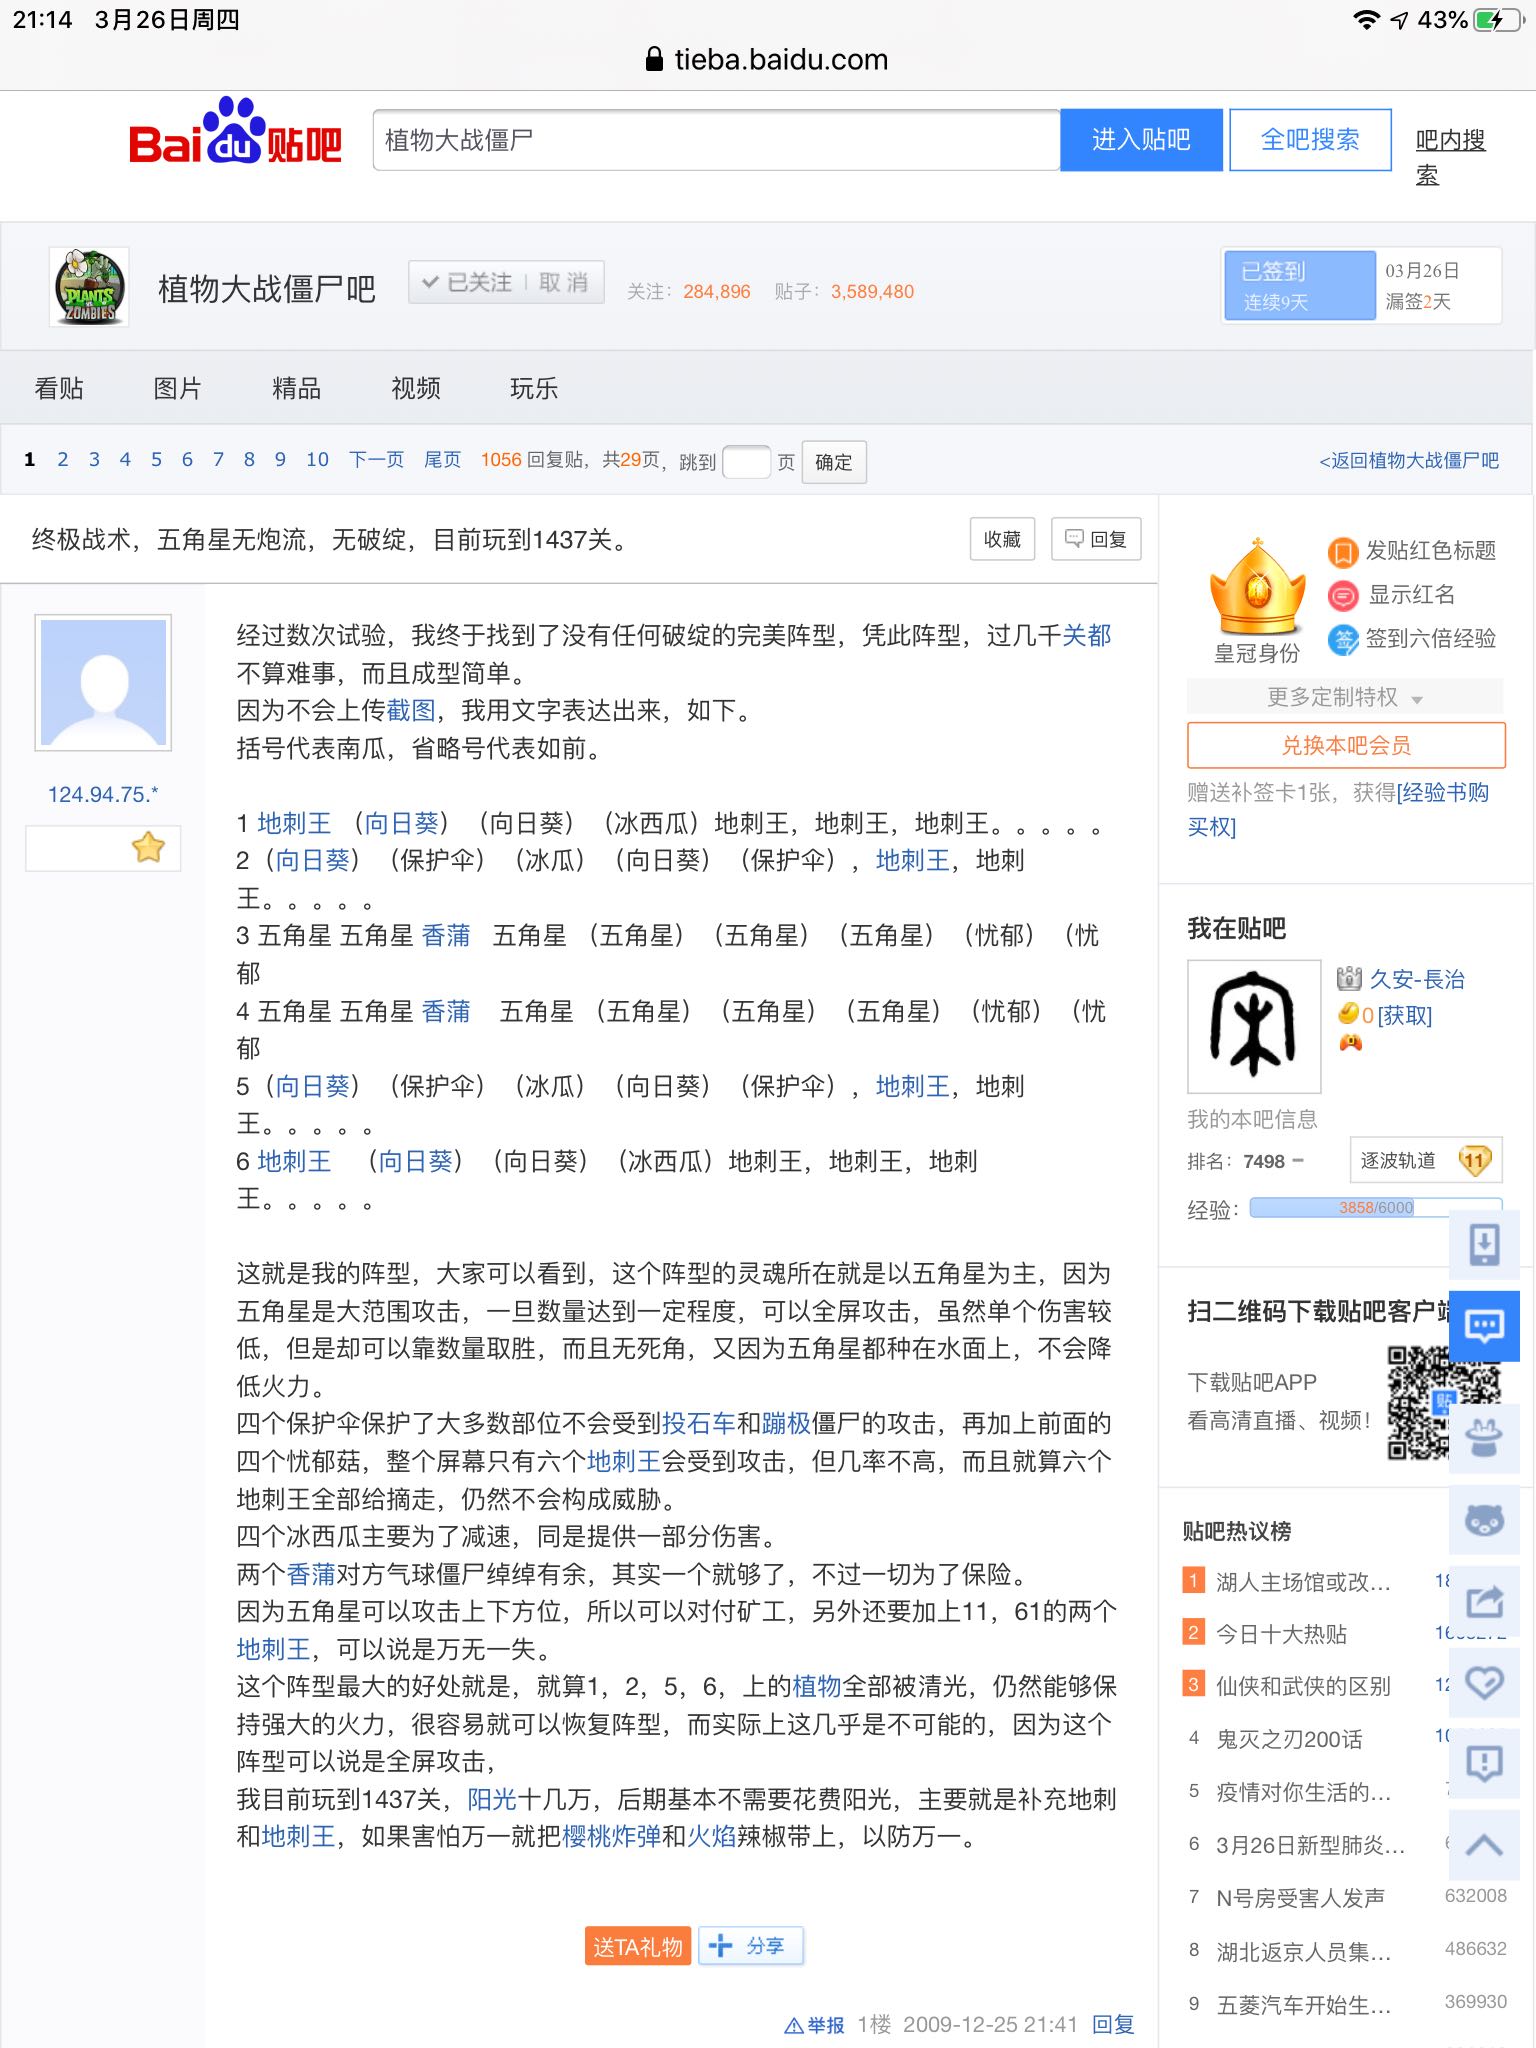 21:14 3月26日周四
43%
tieba.baidu.com
Bai du 贴吧
植物大战僵尸
进入贴吧
全吧搜索
吧内搜
索
PLANTS
VS
ZOMBIES
植物大战僵尸吧
已关注 | 取消
关注：284,896 贴子：3,589,480
已签到
连续9天
03月26日
漏签2天
看贴 图片 精品 视频 玩乐
1 2 3 4 5 6 7 8 9 10 下一页 尾页 1056 回复贴，共29页，跳到 页 确定
<返回植物大战僵尸吧
终极战术，五角星无炮流，无破绽，目前玩到1437关。
收藏
回复
124.94.75.*
经过数次试验，我终于找到了没有任何破绽的完美阵型，凭此阵型，过几千关都
不算难事，而且成型简单。
因为不会上传截图，我用文字表达出来，如下。
括号代表南瓜，省略号代表如前。
1 地刺王 （向日葵）（向日葵）（冰西瓜）地刺王，地刺王，地刺王。。。。。
2（向日葵）（保护伞）（冰瓜）（向日葵）（保护伞），地刺王，地刺
王。。。。。
3 五角星 五角星 香蒲 五角星 （五角星）（五角星）（五角星）（忧郁）（忧
郁
4 五角星 五角星 香蒲 五角星 （五角星）（五角星）（五角星）（忧郁）（忧
郁
5（向日葵）（保护伞）（冰瓜）（向日葵）（保护伞），地刺王，地刺
王。。。。。
6 地刺王 （向日葵）（向日葵）（冰西瓜）地刺王，地刺王，地刺
王。。。。。
这就是我的阵型，大家可以看到，这个阵型的灵魂所在就是以五角星为主，因为
五角星是大范围攻击，一旦数量达到一定程度，可以全屏攻击，虽然单个伤害较
低，但是却可以靠数量取胜，而且无死角，又因为五角星都种在水面上，不会降
低火力。
四个保护伞保护了大多数部位不会受到投石车和蹦极僵尸的攻击，再加上前面的
四个忧郁菇，整个屏幕只有六个地刺王会受到攻击，但几率不高，而且就算六个
地刺王全部给摘走，仍然不会构成威胁。
四个冰西瓜主要为了减速，同是提供一部分伤害。
两个香蒲对方气球僵尸绰绰有余，其实一个就够了，不过一切为了保险。
因为五角星可以攻击上下方位，所以可以对付矿工，另外还要加上11，61的两个
地刺王，可以说是万无一失。
这个阵型最大的好处就是，就算1，2，5，6，上的植物全部被清光，仍然能够保
持强大的火力，很容易就可以恢复阵型，而实际上这几乎是不可能的，因为这个
阵型可以说是全屏攻击，
我目前玩到1437关，阳光十几万，后期基本不需要花费阳光，主要就是补充地刺
和地刺王，如果害怕万一就把樱桃炸弹和火焰辣椒带上，以防万一。
送TA礼物
分享
举报 1楼 2009-12-25 21:41 回复
皇冠身份
发贴红色标题
显示红名
签 签到六倍经验
更多定制特权
兑换本吧会员
赠送补签卡1张，获得[经验书购
买权]
我在贴吧
久安-長治
0[获取]
我的本吧信息
排名：7498
逐波轨道 11
经验：3858/6000
扫二维码下载贴吧客户端
下载贴吧APP
看高清直播、视频！
贴
贴吧热议榜
1 湖人主场馆或改...
2 今日十大热贴
3 仙侠和武侠的区别
4 鬼灭之刃200话
5 疫情对你生活的...
6 3月26日新型肺炎...
7 N号房受害人发声 632008
8 湖北返京人员集... 486632
9 五菱汽车开始生... 369930